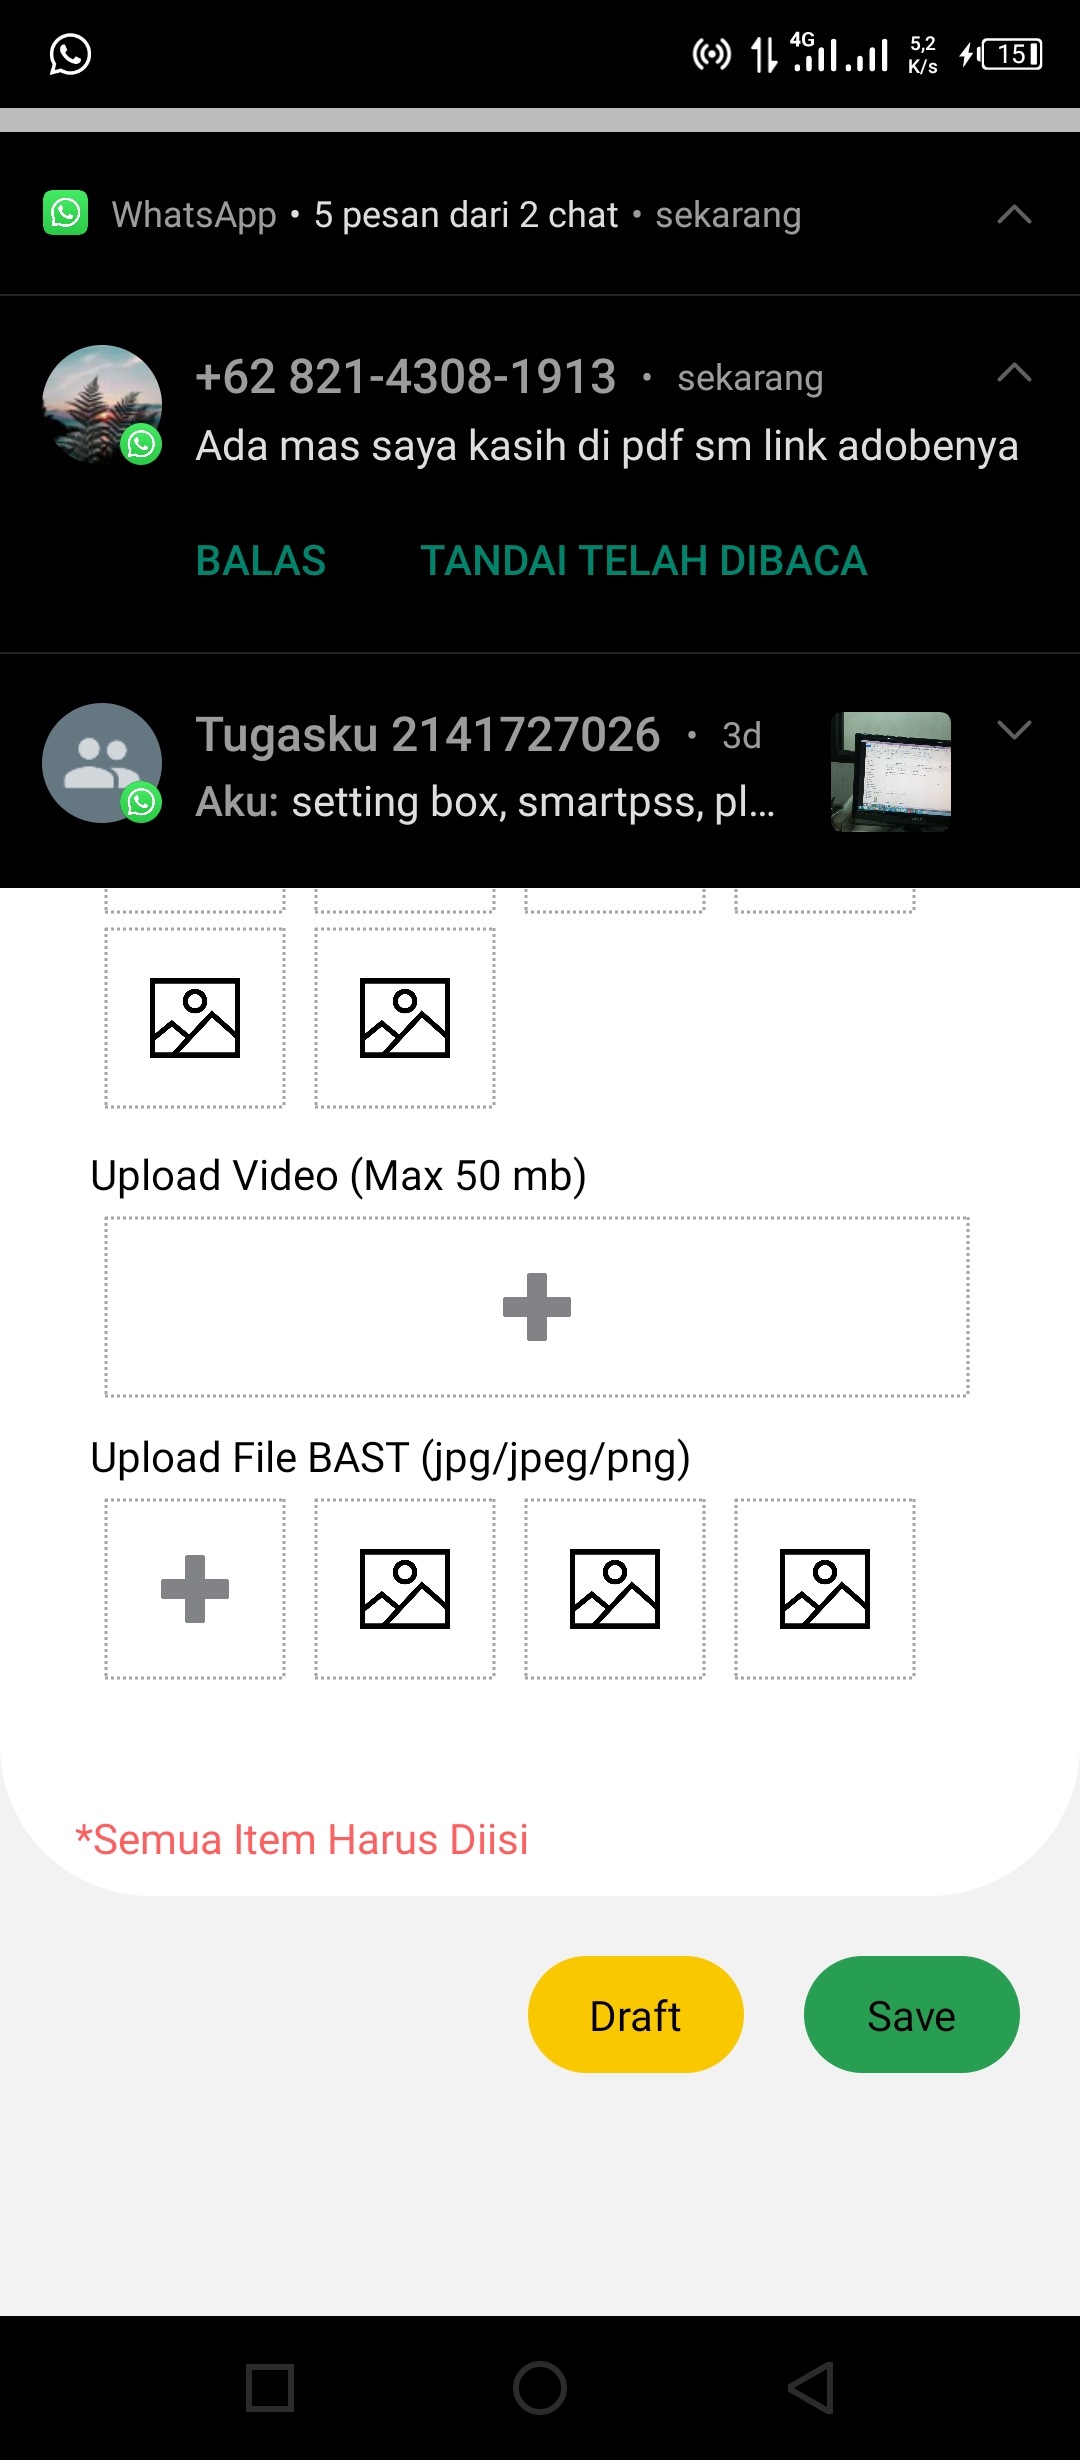 4G
5,2
K/s
15
WhatsApp • 5 pesan dari 2 chat • sekarang
+62 821-4308-1913 • sekarang
Ada mas saya kasih di pdf sm link adobenya
BALAS TANDAI TELAH DIBACA
Tugasku 2141727026 • 3d
Aku: setting box, smartpss, pl...
Upload Video (Max 50 mb)
Upload File BAST (jpg/jpeg/png)
*Semua Item Harus Diisi
Draft Save